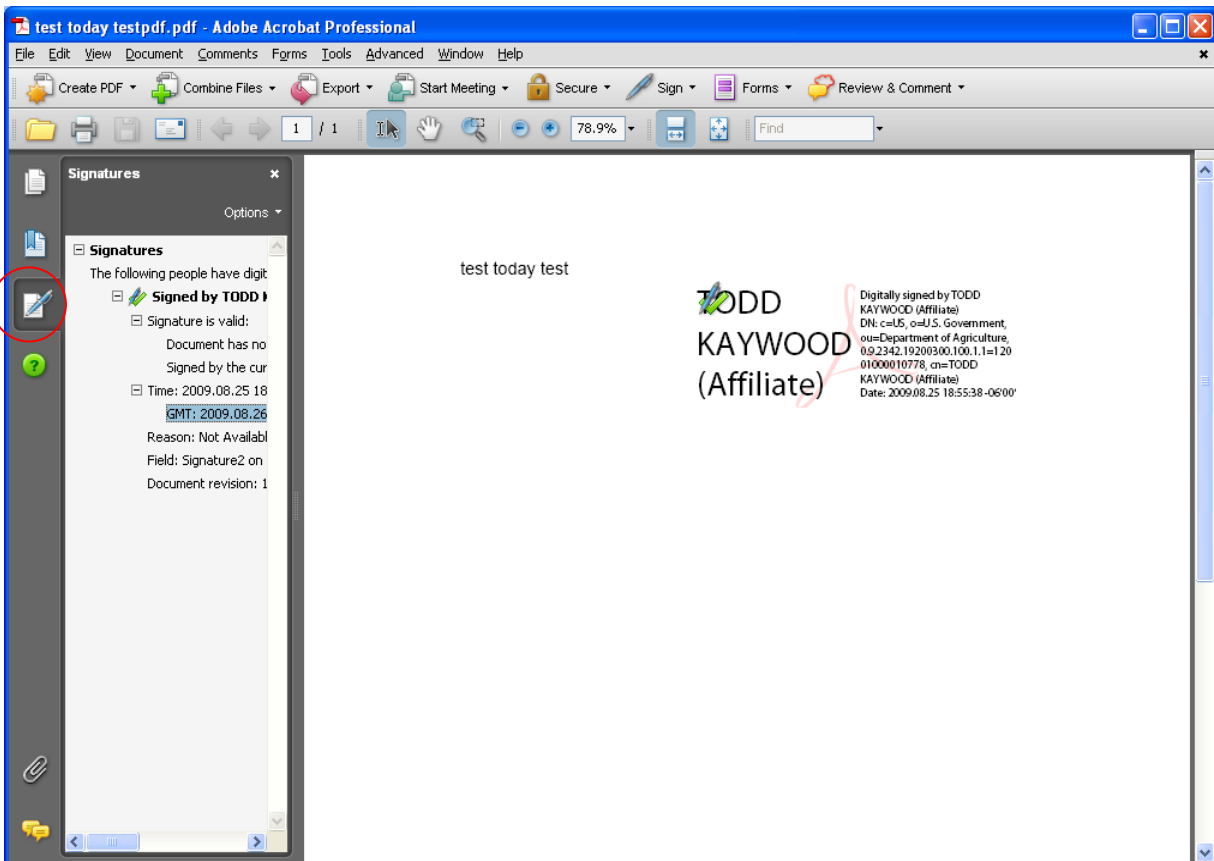 test today testpdf.pdf - Adobe Acrobat Professional
File Edit View Document Comments Forms Tools Advanced Window Help
Create PDF Combine Files Export Start Meeting Secure Sign Forms Review & Comment
1 / 1 78.9% Find
Signatures
Options
Signatures
The following people have digit
Signed by TODD
Signature is valid:
Document has no
Signed by the cur
Time: 2009.08.25 18
GMT: 2009.08.26
Reason: Not Availabl
Field: Signature2 on
Document revision: 1
test today test
TODD
KAYWOOD
(Affiliate)
Digitally signed by TODD
KAYWOOD (Affiliate)
DN: c=US, o=U.S. Government,
ou=Department of Agriculture,
0.9.2342.19200300.100.1.1=120
01000010778, cn=TODD
KAYWOOD (Affiliate)
Date: 2009.08.25 18:55:38 -06'00'